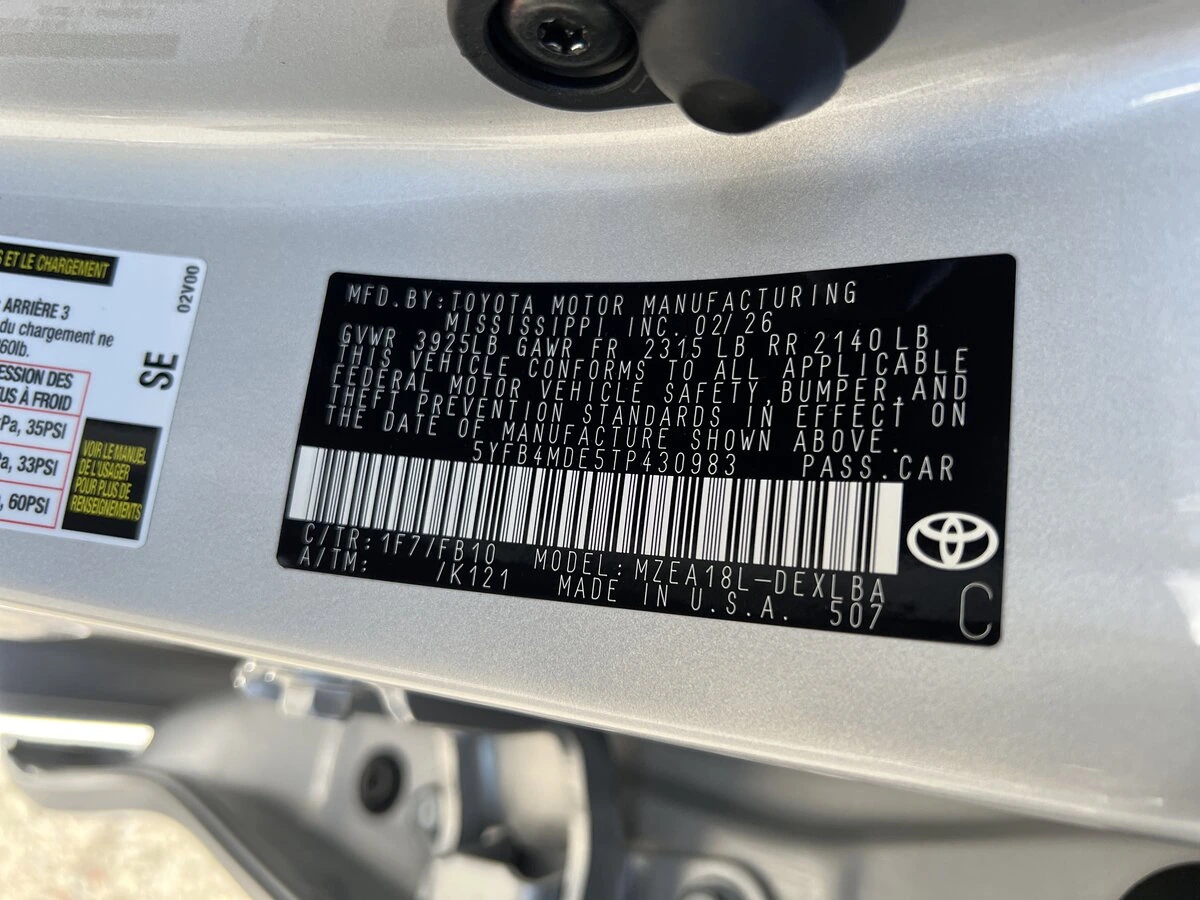 S ET LE CHARGEMENT
02V00
ARRIÈRE 3
du chargement ne
60lb.
SE
ESSION DES
US À FROID
Pa, 35PSI
a, 33PSI
, 60PSI
VOIR LE MANUEL
DE L'USAGER
POUR PLUS DE
RENSEIGNEMENTS
MFD.BY:TOYOTA MOTOR MANUFACTURING
MISSISSIPPI INC. 02/26
GVWR 3925LB GAWR FR 2315LB RR 2140LB
THIS VEHICLE CONFORMS TO ALL APPLICABLE
FEDERAL MOTOR VEHICLE SAFETY,BUMPER,AND
THEFT PREVENTION STANDARDS IN EFFECT ON
THE DATE OF MANUFACTURE SHOWN ABOVE.
5YFB4MDE5TP430983 PASS.CAR
C/TR:1F7/FB10 MODEL:MZEA18L-DEXLBA
A/TM: /K121 MADE IN U.S.A. 507
C